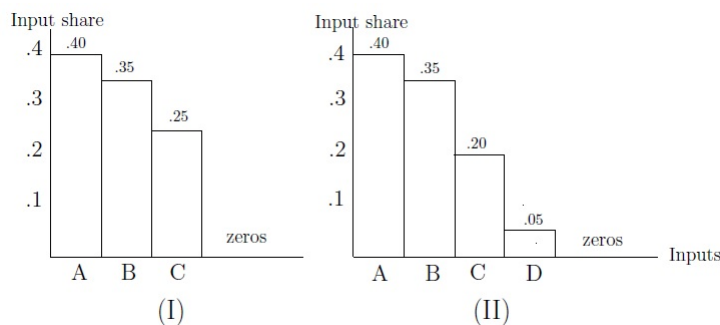 Input share
.4
.3
.2
.1
.40
.35
.25
zeros
A B C
(I)
Input share
.4
.3
.2
.1
.40
.35
.20
.05
zeros
Inputs
A B C D
(II)